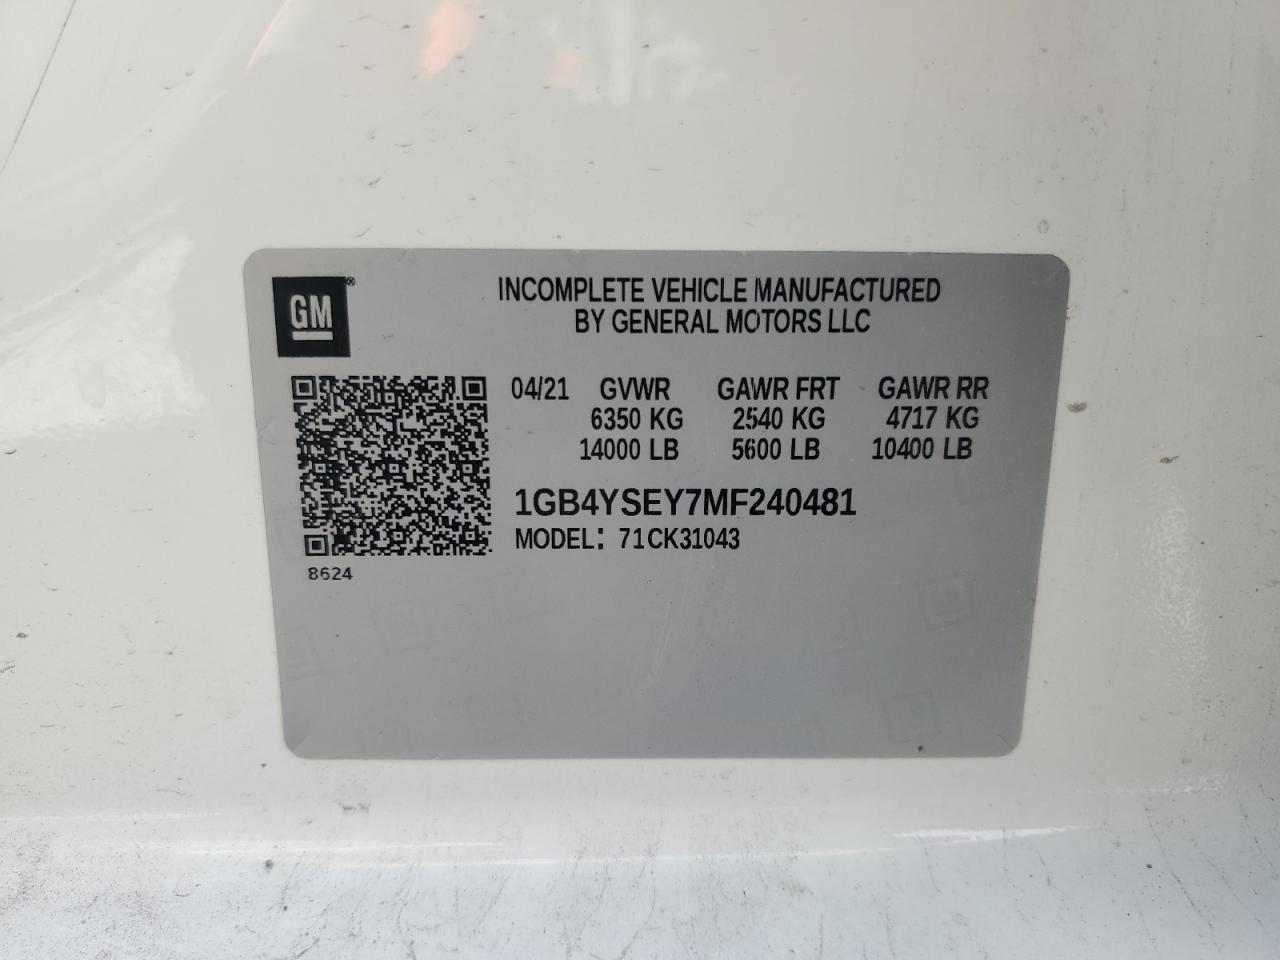 GM®
INCOMPLETE VEHICLE MANUFACTURED
BY GENERAL MOTORS LLC
04/21 GVWR GAWR FRT GAWR RR
6350 KG 2540 KG 4717 KG
14000 LB 5600 LB 10400 LB
1GB4YSEY7MF240481
MODEL: 71CK31043
8624